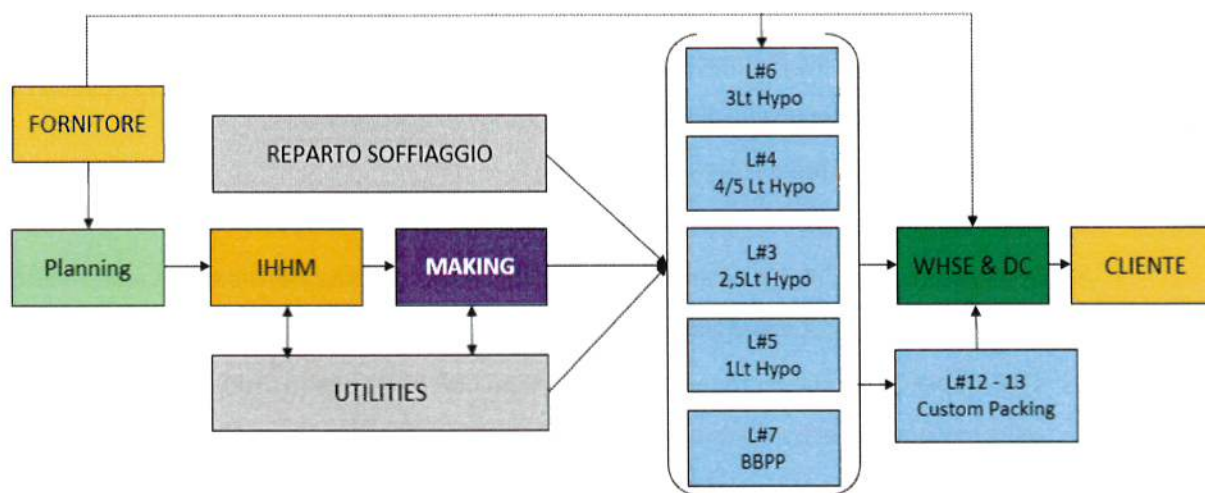 FORNITORE
Planning
REPARTO SOFFIAGGIO
IHHM
MAKING
UTILITIES
L#6
3Lt Hypo
L#4
4/5 Lt Hypo
L#3
2,5Lt Hypo
L#5
1Lt Hypo
L#7
BBPP
WHSE & DC
CLIENTE
L#12 - 13
Custom Packing